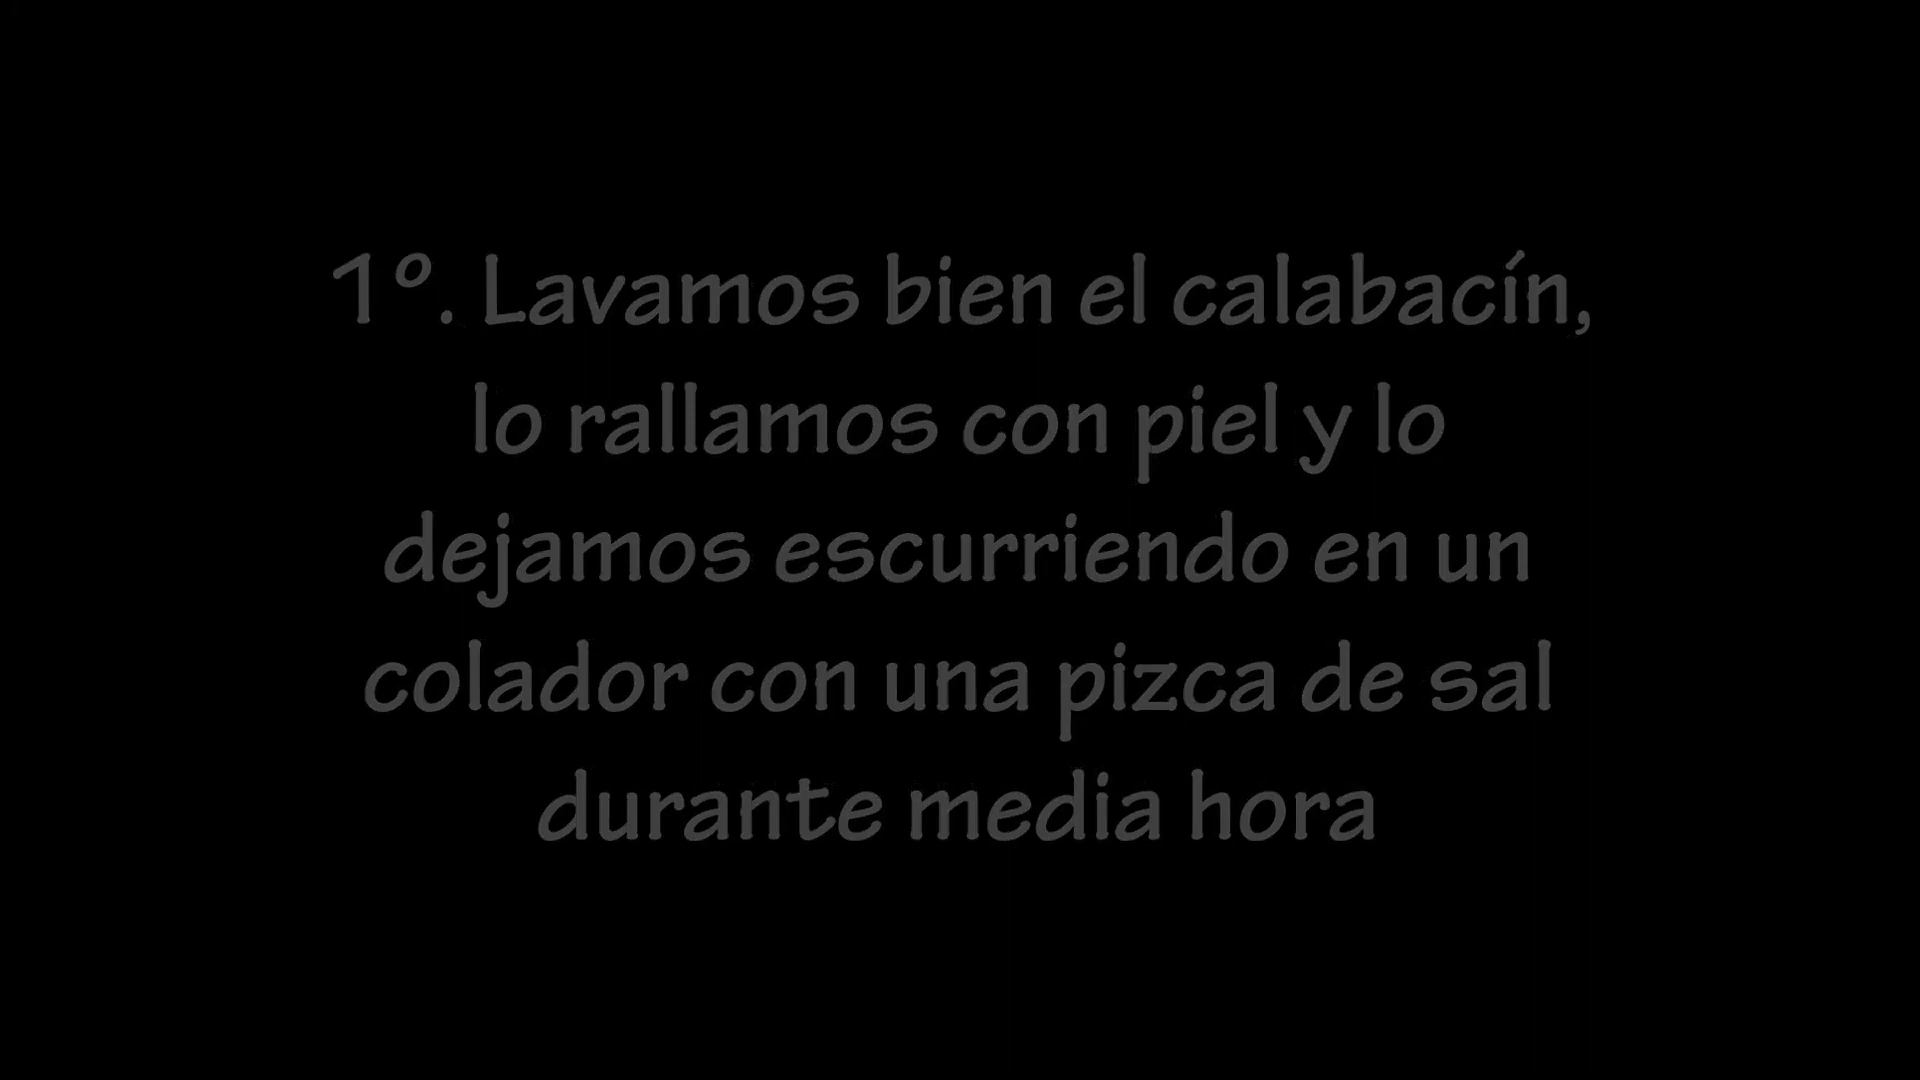 1º. Lavamos bien el calabacín,
lo rallamos con piel y lo
dejamos escurriendo en un
colador con una pizca de sal
durante media hora